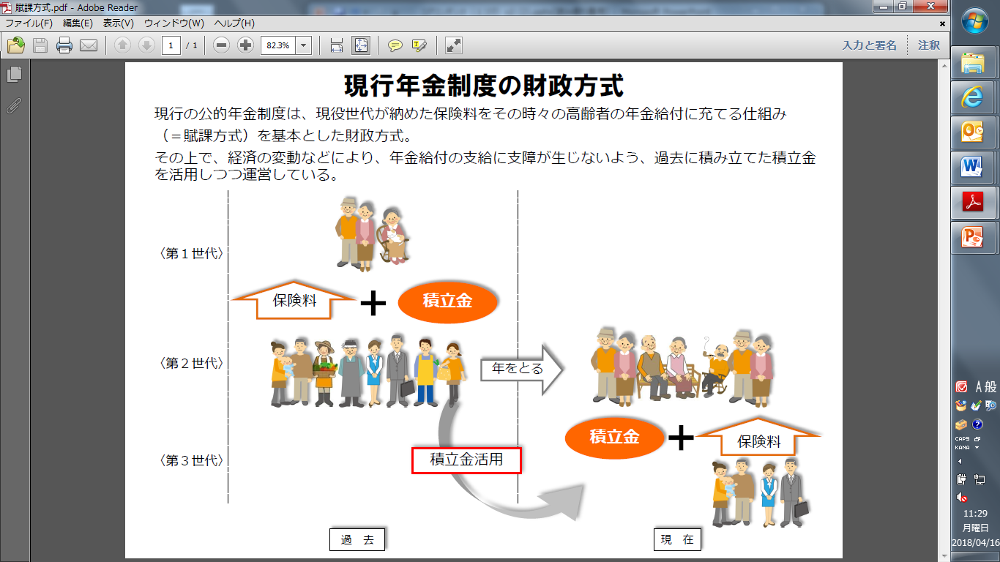 賦課方式.pdf - Adobe Reader
ファイル(F) 編集(E) 表示(V) ウィンドウ(W) ヘルプ(H)
1 / 1 82.3% 入力と署名 注釈
現行年金制度の財政方式
現行の公的年金制度は、現役世代が納めた保険料をその時々の高齢者の年金給付に充てる仕組み
（＝賦課方式）を基本とした財政方式。
その上で、経済の変動などにより、年金給付の支給に支障が生じないよう、過去に積み立てた積立金
を活用しつつ運営している。
〈第１世代〉
保険料 + 積立金
〈第２世代〉
年をとる
積立金 + 保険料
〈第３世代〉
積立金活用
過 去
現 在
A 般
CAPS
KANA
11:29
月曜日
2018/04/16